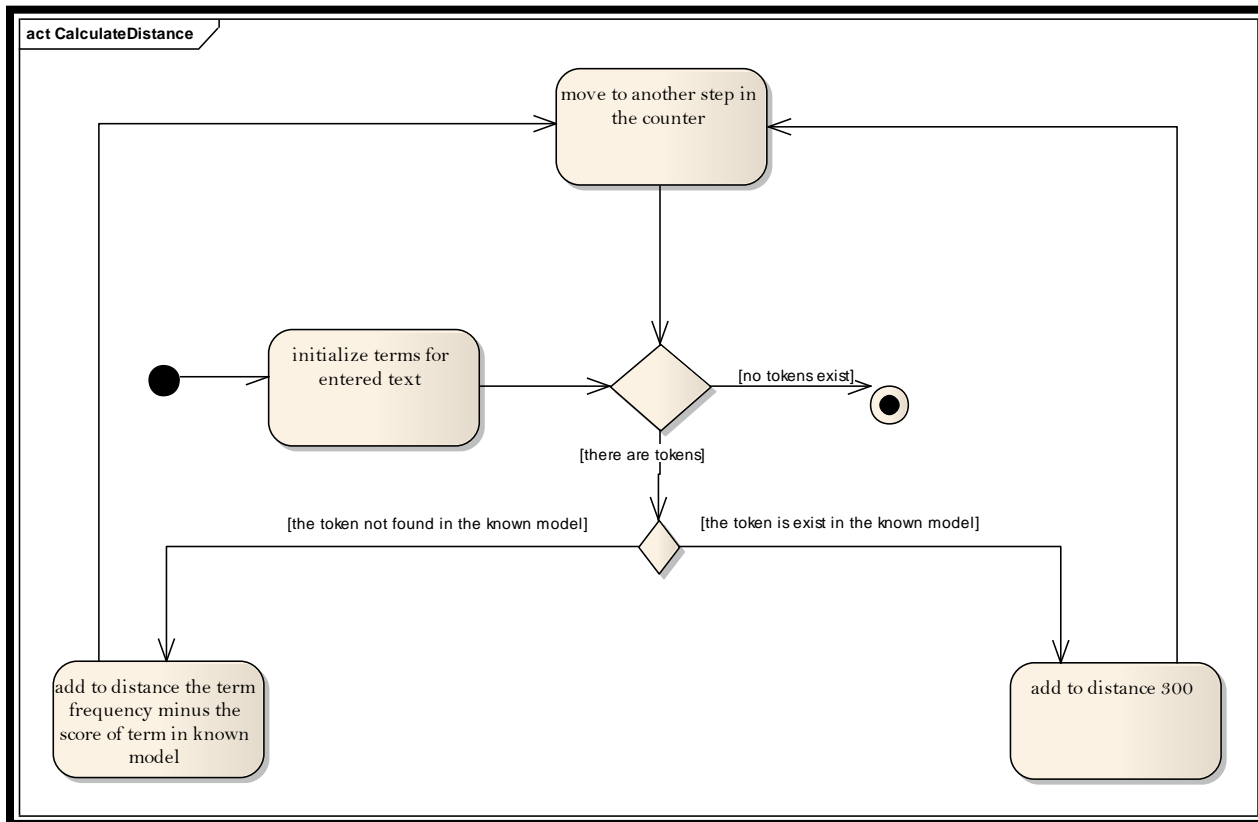 act CalculateDistance
move to another step in
the counter
initialize terms for
entered text
[no tokens exist]
[there are tokens]
[the token not found in the known model]
[the token is exist in the known model]
add to distance the term
frequency minus the
score of term in known
model
add to distance 300